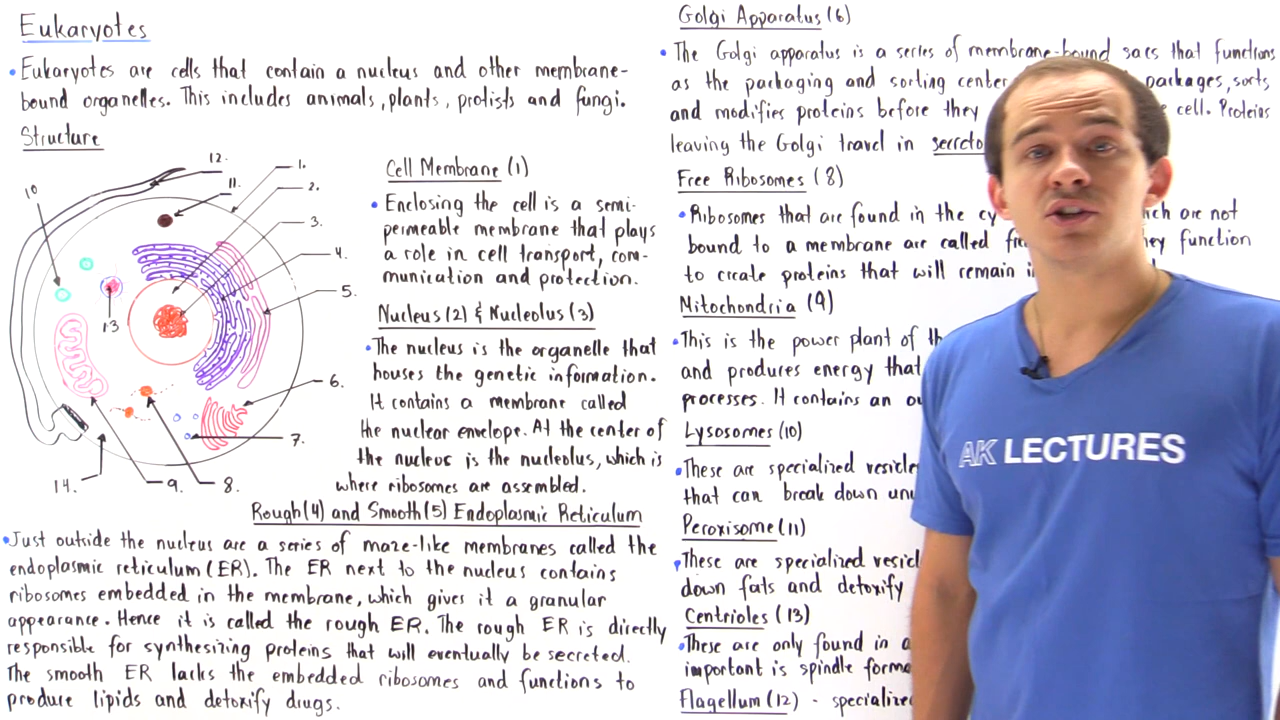 Eukaryotes
• Eukaryotes are cells that contain a nucleus and other membrane-
bound organelles. This includes animals, plants, protists and fungi.
Structure
12.
1.
10
11.
2.
3.
4.
13
5.
6.
7.
14.
9.
8.
Cell Membrane (1)
• Enclosing the cell is a semi-
permeable membrane that plays
a role in cell transport, com-
munication and protection.
Nucleus (2) & Nucleolus (3)
• The nucleus is the organelle that
houses the genetic information.
It contains a membrane called
the nuclear envelope. At the center of
the nucleus is the nucleolus, which is
where ribosomes are assembled.
Rough (4) and Smooth (5) Endoplasmic Reticulum
• Just outside the nucleus are a series of maze-like membranes called the
endoplasmic reticulum (ER). The ER next to the nucleus contains
ribosomes embedded in the membrane, which gives it a granular
appearance. Hence it is called the rough ER. The rough ER is directly
responsible for synthesizing proteins that will eventually be secreted.
The smooth ER lacks the embedded ribosomes and functions to
produce lipids and detoxify drugs.
Golgi Apparatus (6)
• The Golgi apparatus is a series of membrane-bound sacs that functions
as the packaging and sorting center packages, sorts
and modifies proteins before they cell. Proteins
leaving the Golgi travel in
Free Ribosomes (8)
• Ribosomes that are found in the are not
bound to a membrane are called function
to create proteins that will remain
Mitochondria (9)
• This is the power plant of
and produces energy that
processes. It contains an
Lysosomes (10)
• These are specialized vesicles
that can break down
Peroxisome (11)
• These are specialized
down fats and detoxify
Centrioles (13)
• These are only found in
important is spindle
Flagellum (12) -
AK LECTURES